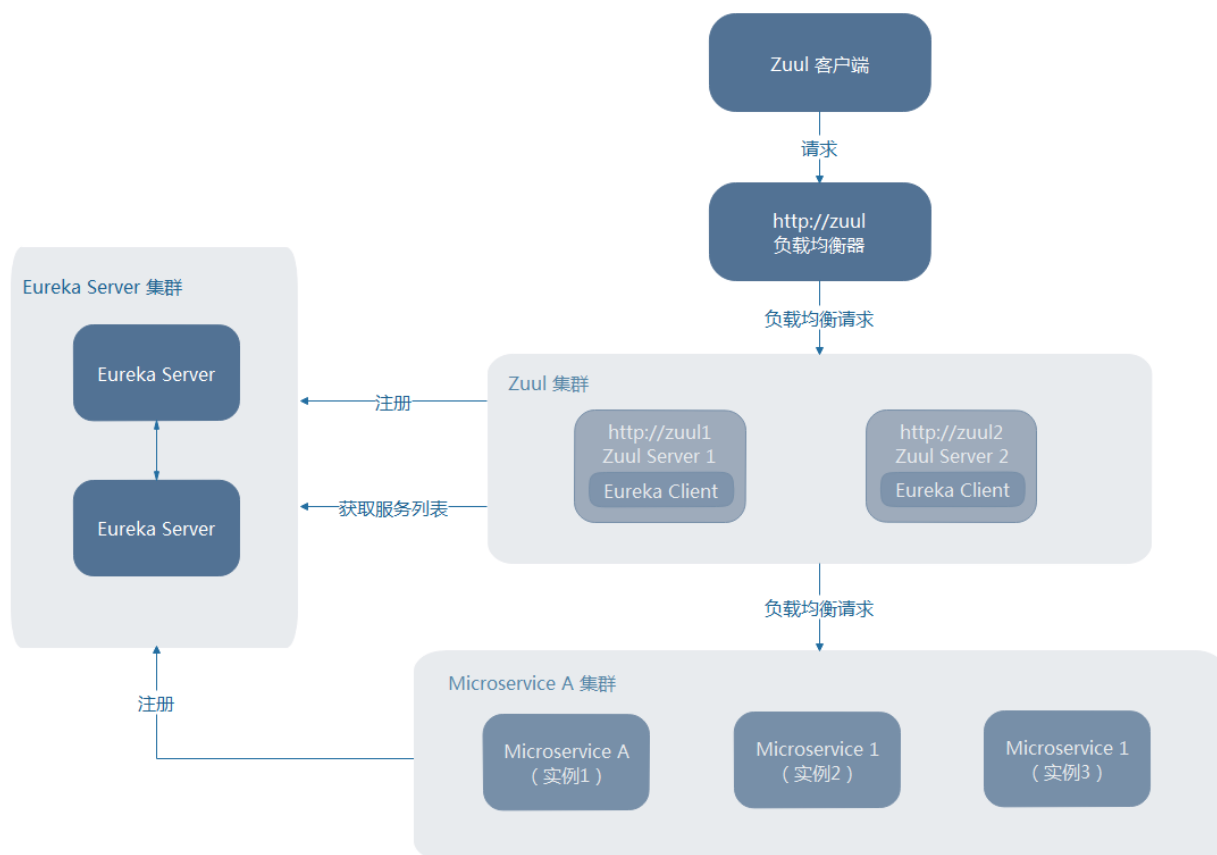 Zuul 客户端
请求
http://zuul
负载均衡器
负载均衡请求
Eureka Server 集群
Eureka Server
Eureka Server
注册
获取服务列表
Zuul 集群
http://zuul1
Zuul Server 1
Eureka Client
http://zuul2
Zuul Server 2
Eureka Client
负载均衡请求
注册
Microservice A 集群
Microservice A
（实例1）
Microservice 1
（实例2）
Microservice 1
（实例3）